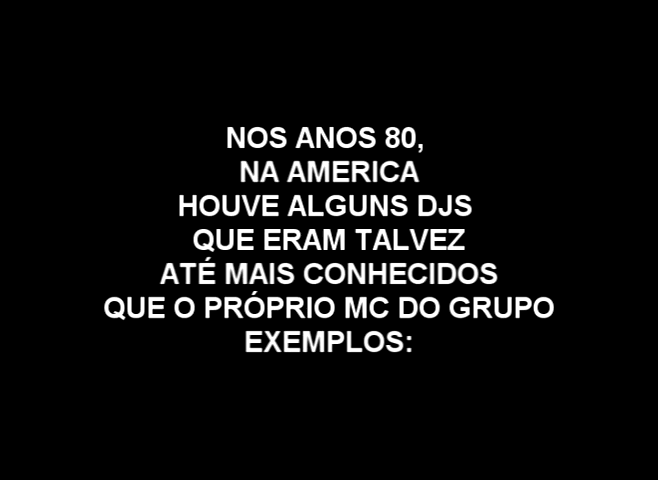 NOS ANOS 80,
NA AMERICA
HOUVE ALGUNS DJS
QUE ERAM TALVEZ
ATÉ MAIS CONHECIDOS
QUE O PRÓPRIO MC DO GRUPO
EXEMPLOS: